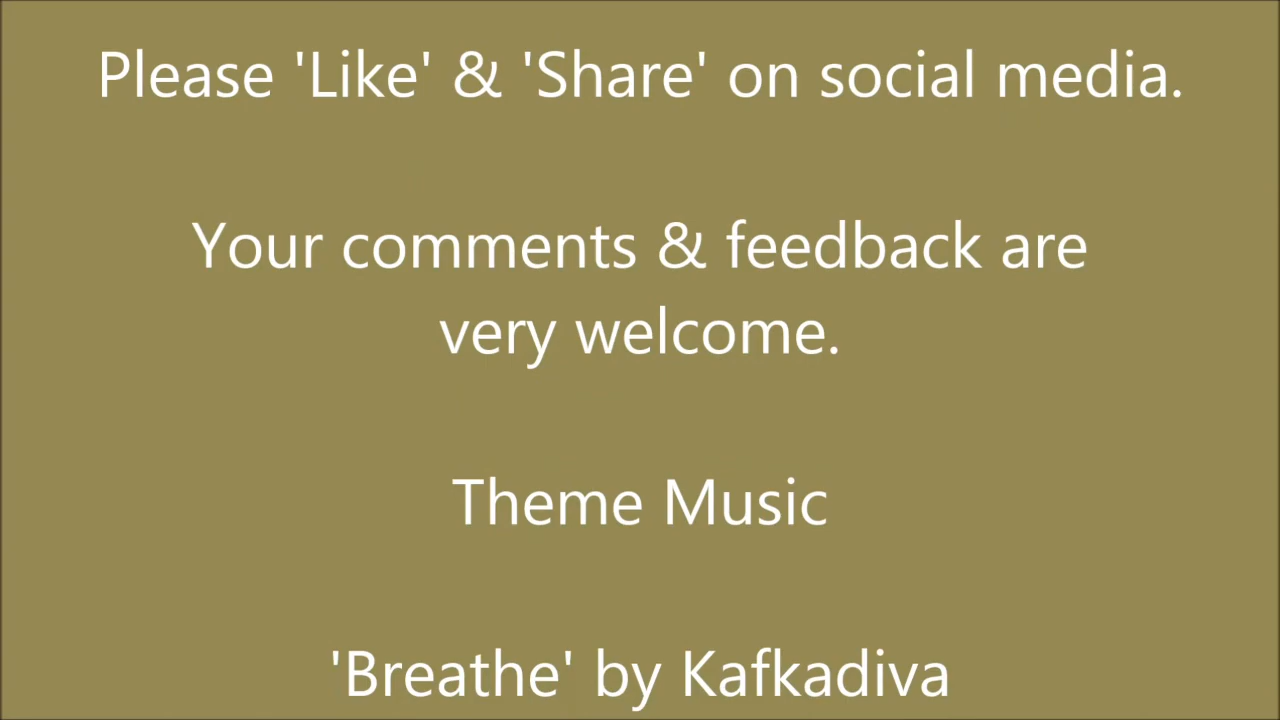 Please 'Like' & 'Share' on social media.
Your comments & feedback are
very welcome.
Theme Music
'Breathe' by Kafkadiva